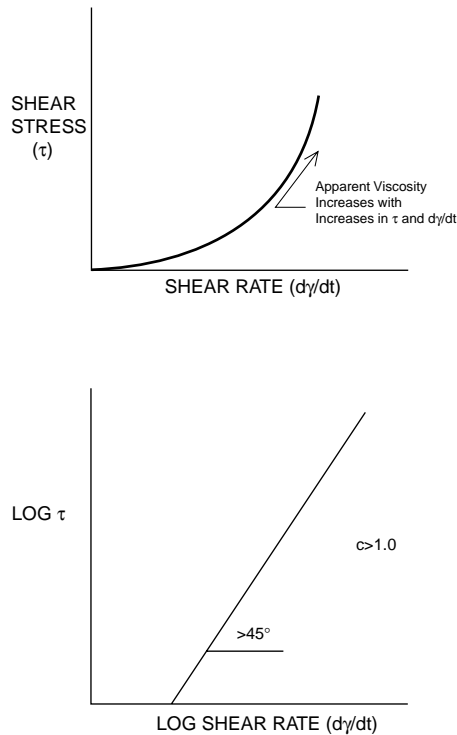 SHEAR
STRESS
(τ)
Apparent Viscosity
Increases with
Increases in τ and dγ/dt
SHEAR RATE (dγ/dt)
LOG τ
c>1.0
>45°
LOG SHEAR RATE (dγ/dt)